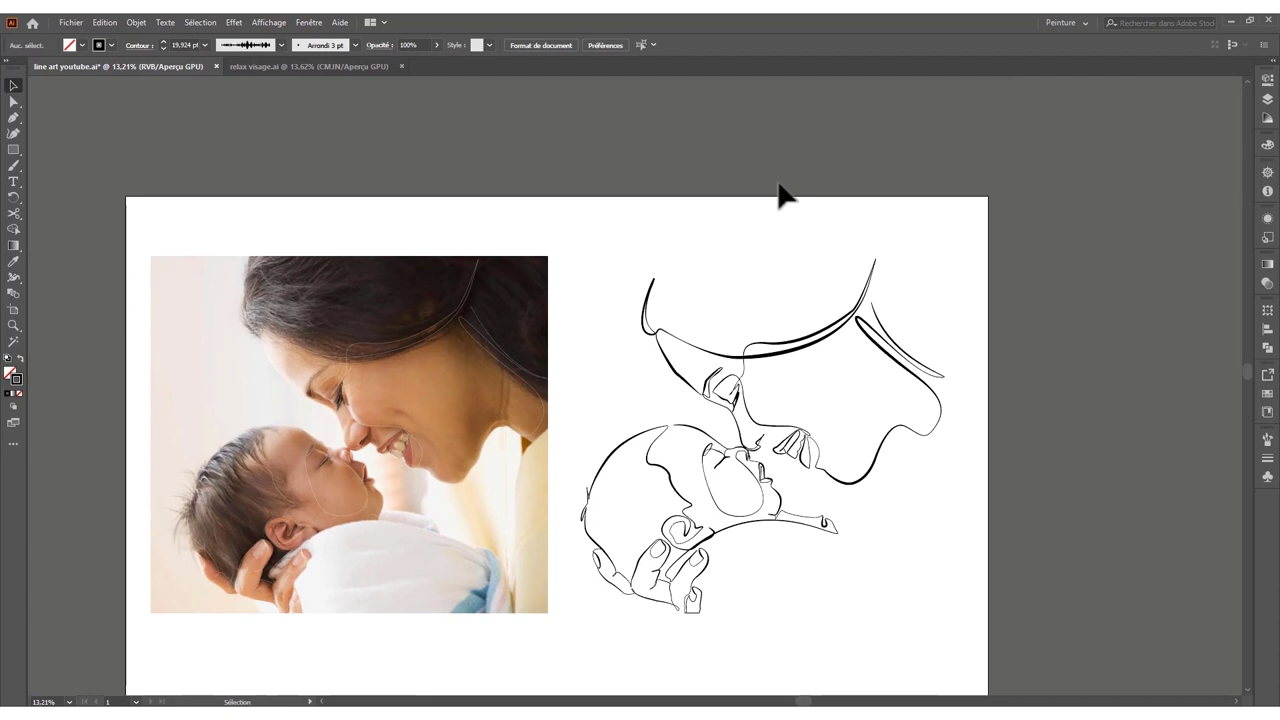 Ai Fichier Edition Objet Texte Sélection Effet Affichage Fenêtre Aide Peinture Rechercher dans Adobe Stock
Auc. sélect. Contour : 19,924 pt Arrondi 3 pt Opacité : 100% Style : Format de document Préférences
line art youtube.ai* @ 13,21% (RVB/Aperçu GPU) × relax visage.ai @ 13,62% (CMJN/Aperçu GPU) ×
13,21% 1 Sélection